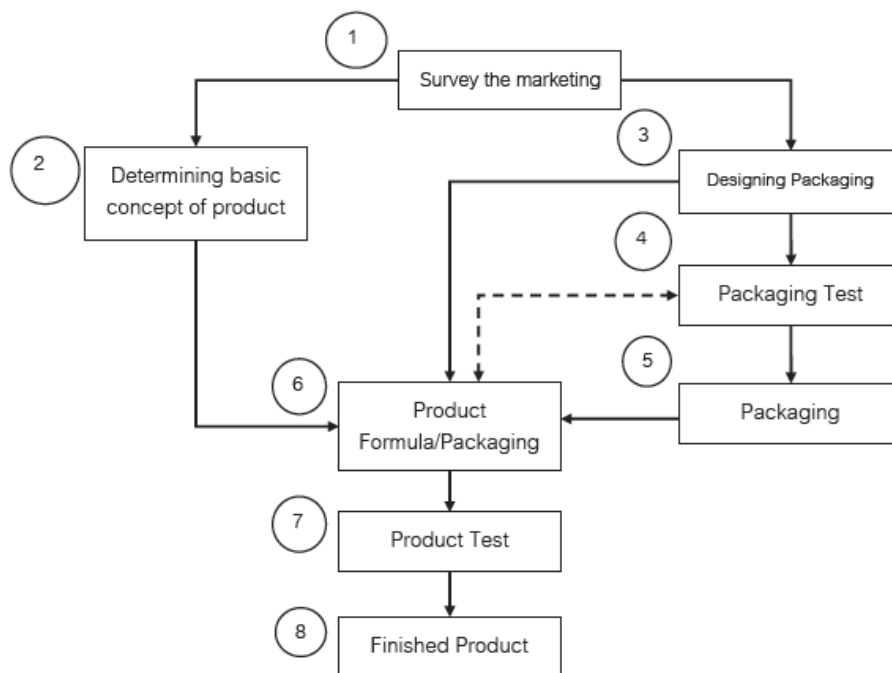 1
Survey the marketing
2
Determining basic
concept of product
3
Designing Packaging
4
Packaging Test
5
Packaging
6
Product
Formula/Packaging
7
Product Test
8
Finished Product